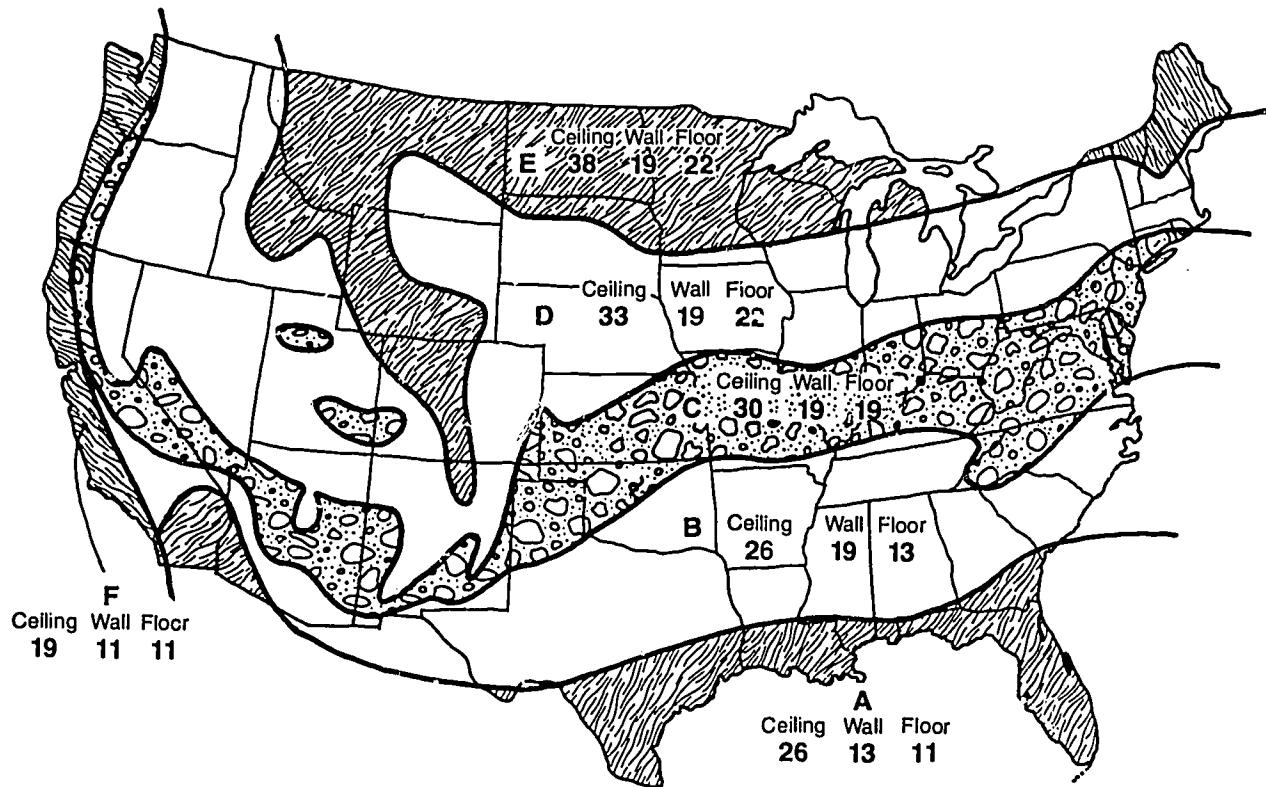 Ceiling Wall Floor
E 38 19 22
Ceiling Wall Floor
D 33 19 22
Ceiling Wall Floor
C 30 19 19
B Ceiling Wall Floor
26 19 13
F
Ceiling Wall Floor
19 11 11
A
Ceiling Wall Floor
26 13 11